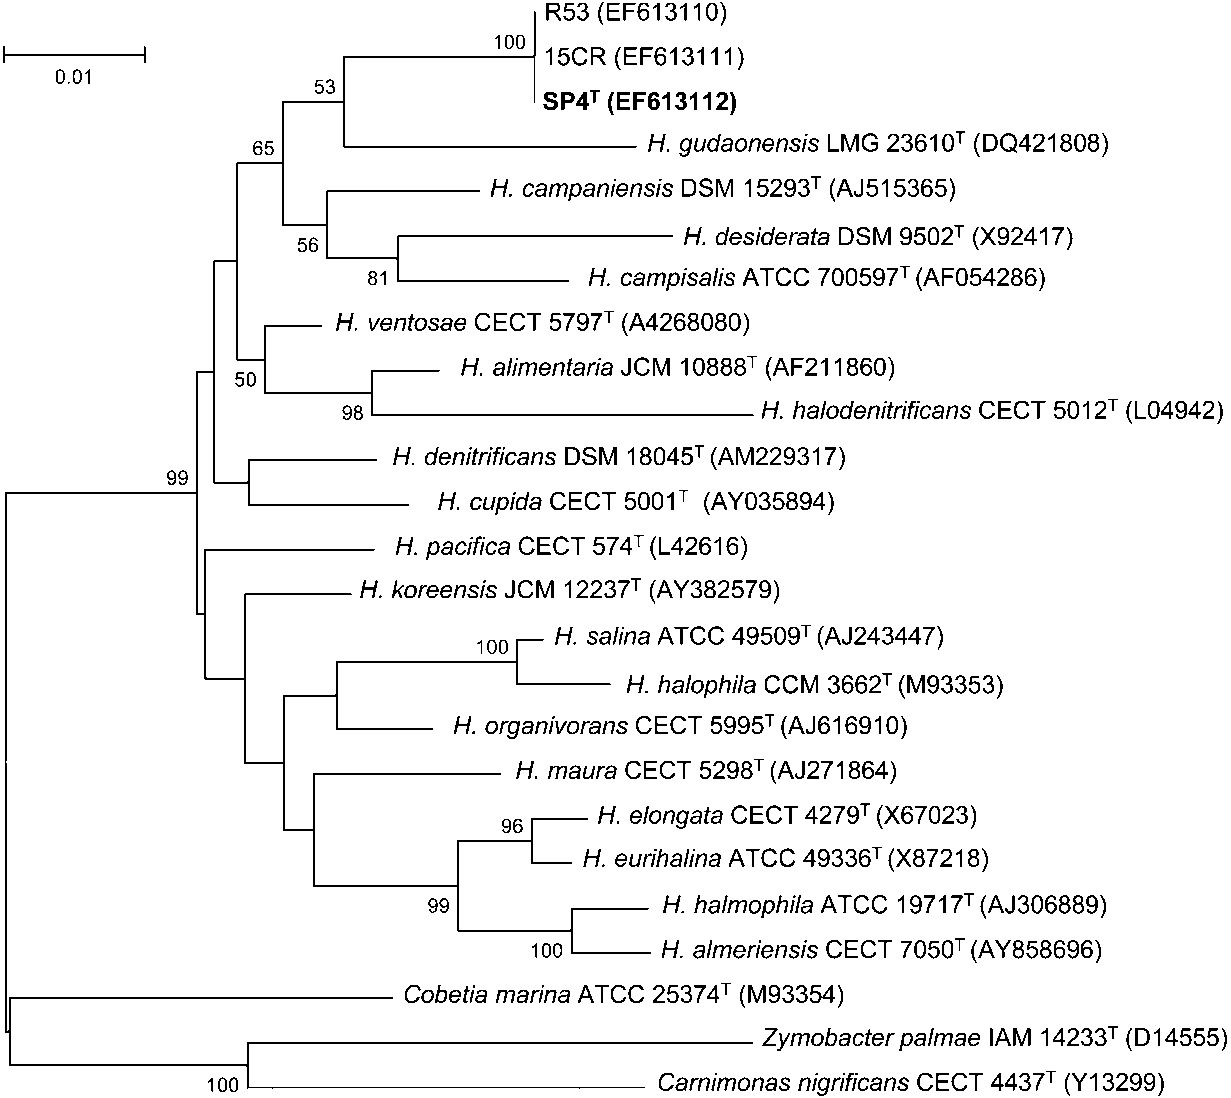 R53 (EF613110)
100
15CR (EF613111)
0.01
53
SP4ᵀ (EF613112)
65
H. gudaonensis LMG 23610ᵀ (DQ421808)
H. campaniensis DSM 15293ᵀ (AJ515365)
56
H. desiderata DSM 9502ᵀ (X92417)
81
H. campisalis ATCC 700597ᵀ (AF054286)
H. ventosae CECT 5797ᵀ (A4268080)
50
H. alimentaria JCM 10888ᵀ (AF211860)
98
H. halodenitrificans CECT 5012ᵀ (L04942)
H. denitrificans DSM 18045ᵀ (AM229317)
99
H. cupida CECT 5001ᵀ (AY035894)
H. pacifica CECT 574ᵀ (L42616)
H. koreensis JCM 12237ᵀ (AY382579)
H. salina ATCC 49509ᵀ (AJ243447)
100
H. halophila CCM 3662ᵀ (M93353)
H. organivorans CECT 5995ᵀ (AJ616910)
H. maura CECT 5298ᵀ (AJ271864)
H. elongata CECT 4279ᵀ (X67023)
96
H. eurihalina ATCC 49336ᵀ (X87218)
99
H. halmophila ATCC 19717ᵀ (AJ306889)
100
H. almeriensis CECT 7050ᵀ (AY858696)
Cobetia marina ATCC 25374ᵀ (M93354)
Zymobacter palmae IAM 14233ᵀ (D14555)
100
Carnimonas nigrificans CECT 4437ᵀ (Y13299)